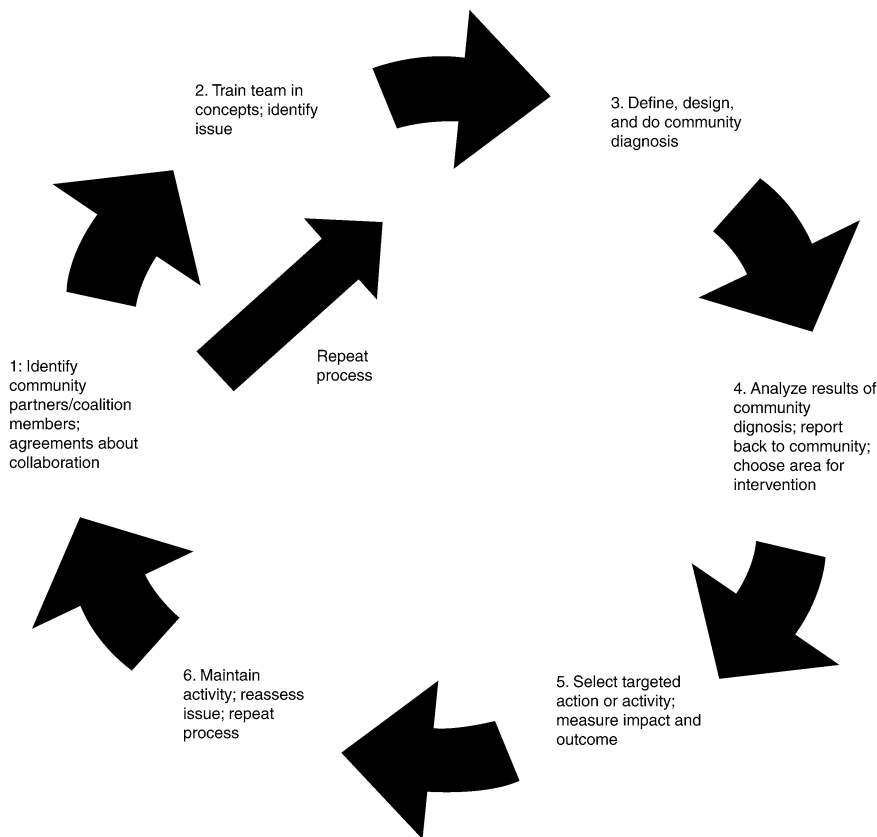 2. Train team in
concepts; identify
issue
3. Define, design,
and do community
diagnosis
Repeat
process
1: Identify
community
partners/coalition
members;
agreements about
collaboration
4. Analyze results of
community
dignosis; report
back to community;
choose area for
intervention
6. Maintain
activity; reassess
issue; repeat
process
5. Select targeted
action or activity;
measure impact and
outcome